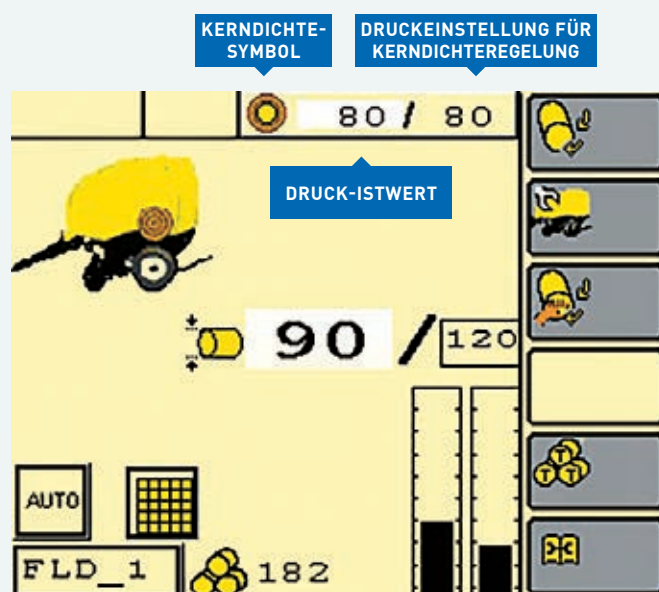 KERNDICHTE-
SYMBOL
DRUCKEINSTELLUNG FÜR
KERNDICHTEREGELUNG
80 / 80
DRUCK-ISTWERT
90 / 120
AUTO
FLD_1
182
T
T T